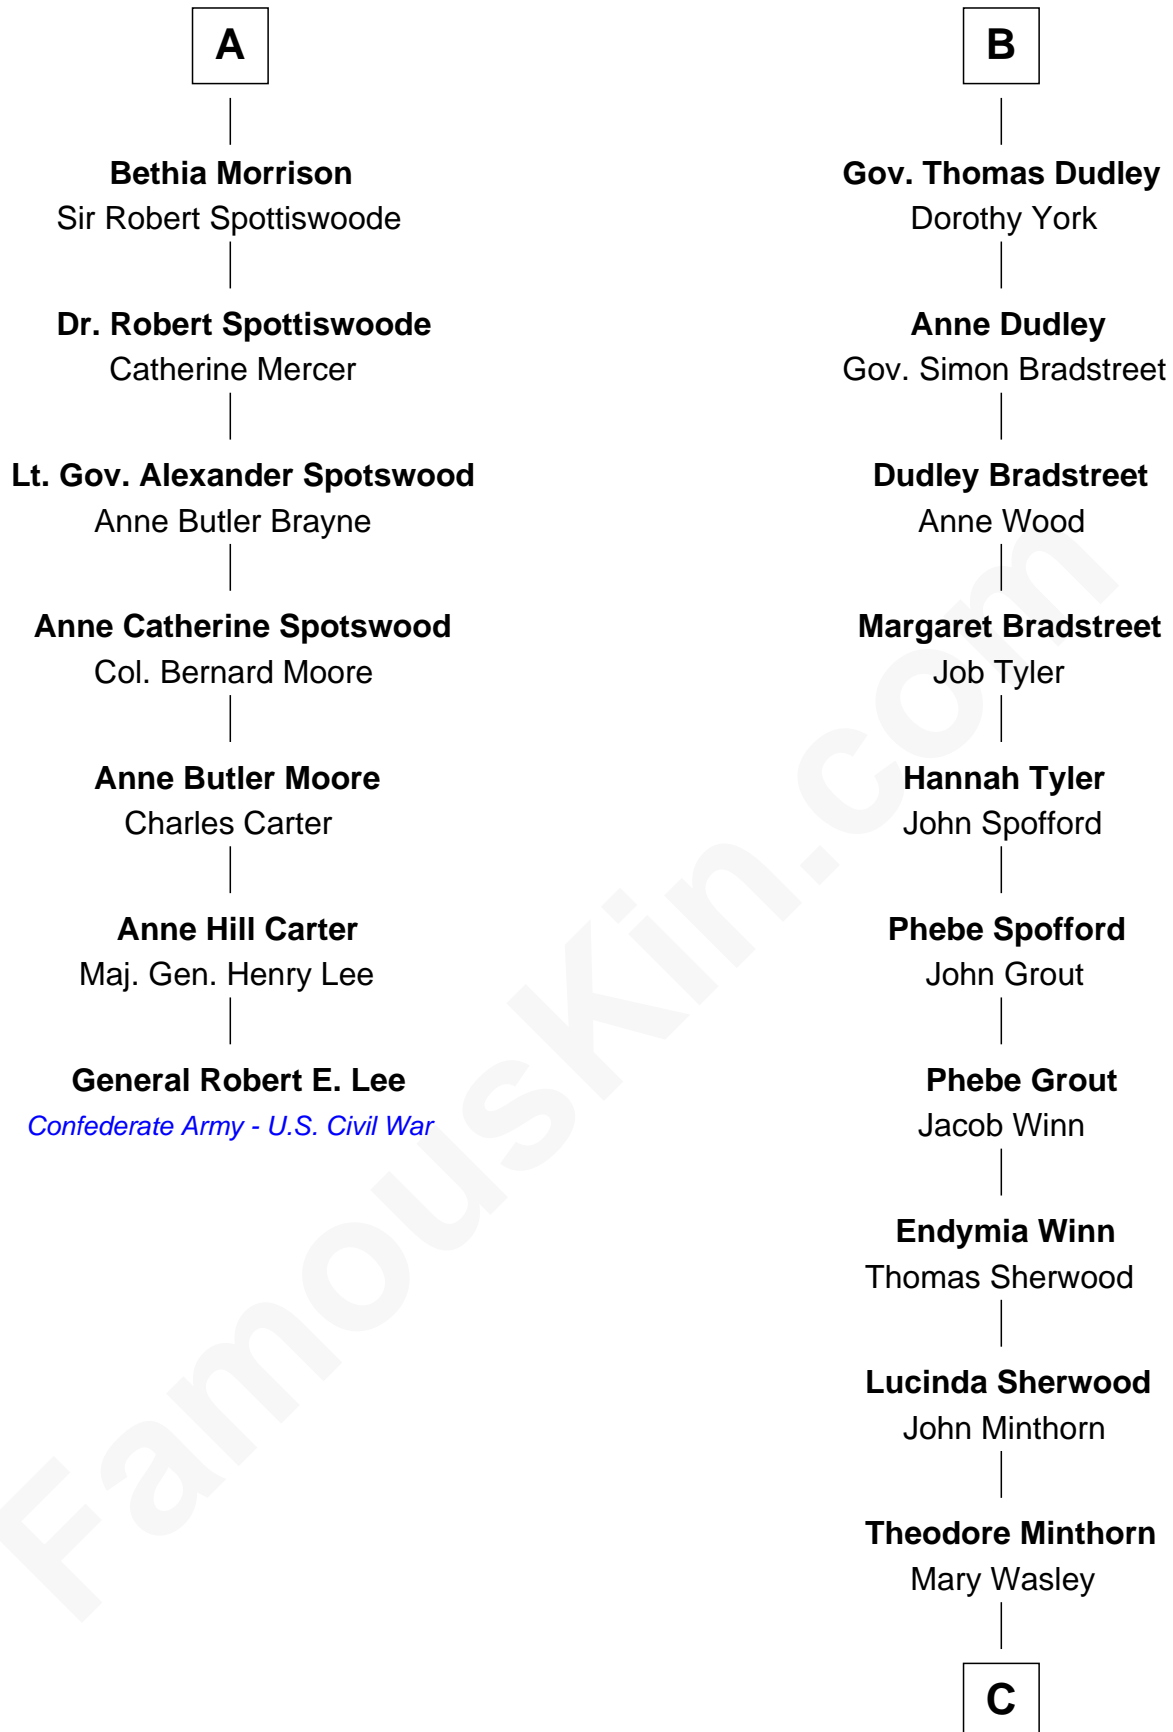 A
Bethia Morrison
Sir Robert Spottiswoode
Dr. Robert Spottiswoode
Catherine Mercer
Lt. Gov. Alexander Spotswood
Anne Butler Brayne
Anne Catherine Spotswood
Col. Bernard Moore
Anne Butler Moore
Charles Carter
Anne Hill Carter
Maj. Gen. Henry Lee
General Robert E. Lee
Confederate Army - U.S. Civil War
B
Gov. Thomas Dudley
Dorothy York
Anne Dudley
Gov. Simon Bradstreet
Dudley Bradstreet
Anne Wood
Margaret Bradstreet
Job Tyler
Hannah Tyler
John Spofford
Phebe Spofford
John Grout
Phebe Grout
Jacob Winn
Endymia Winn
Thomas Sherwood
Lucinda Sherwood
John Minthorn
Theodore Minthorn
Mary Wasley
C
FamousKin.com